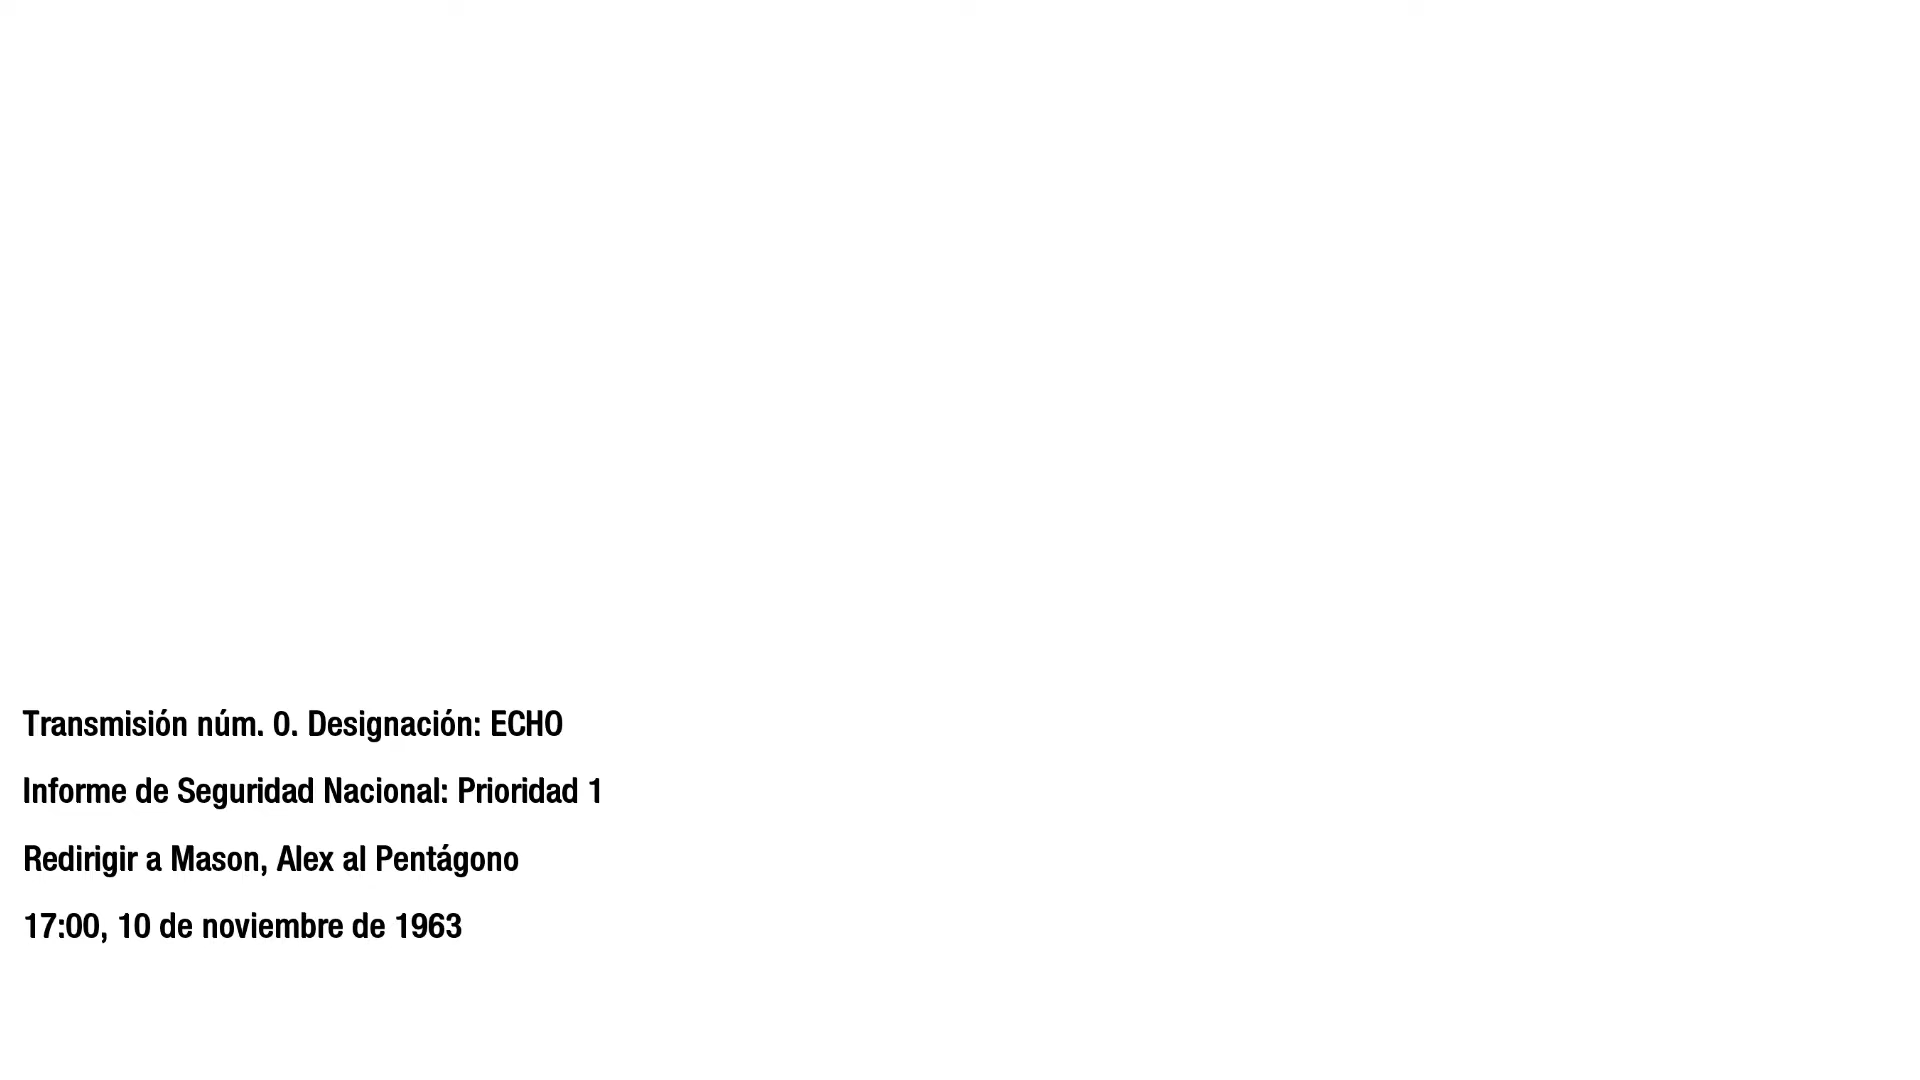 Transmisión núm. 0. Designación: ECHO
Informe de Seguridad Nacional: Prioridad 1
Redirigir a Mason, Alex al Pentágono
17:00, 10 de noviembre de 1963